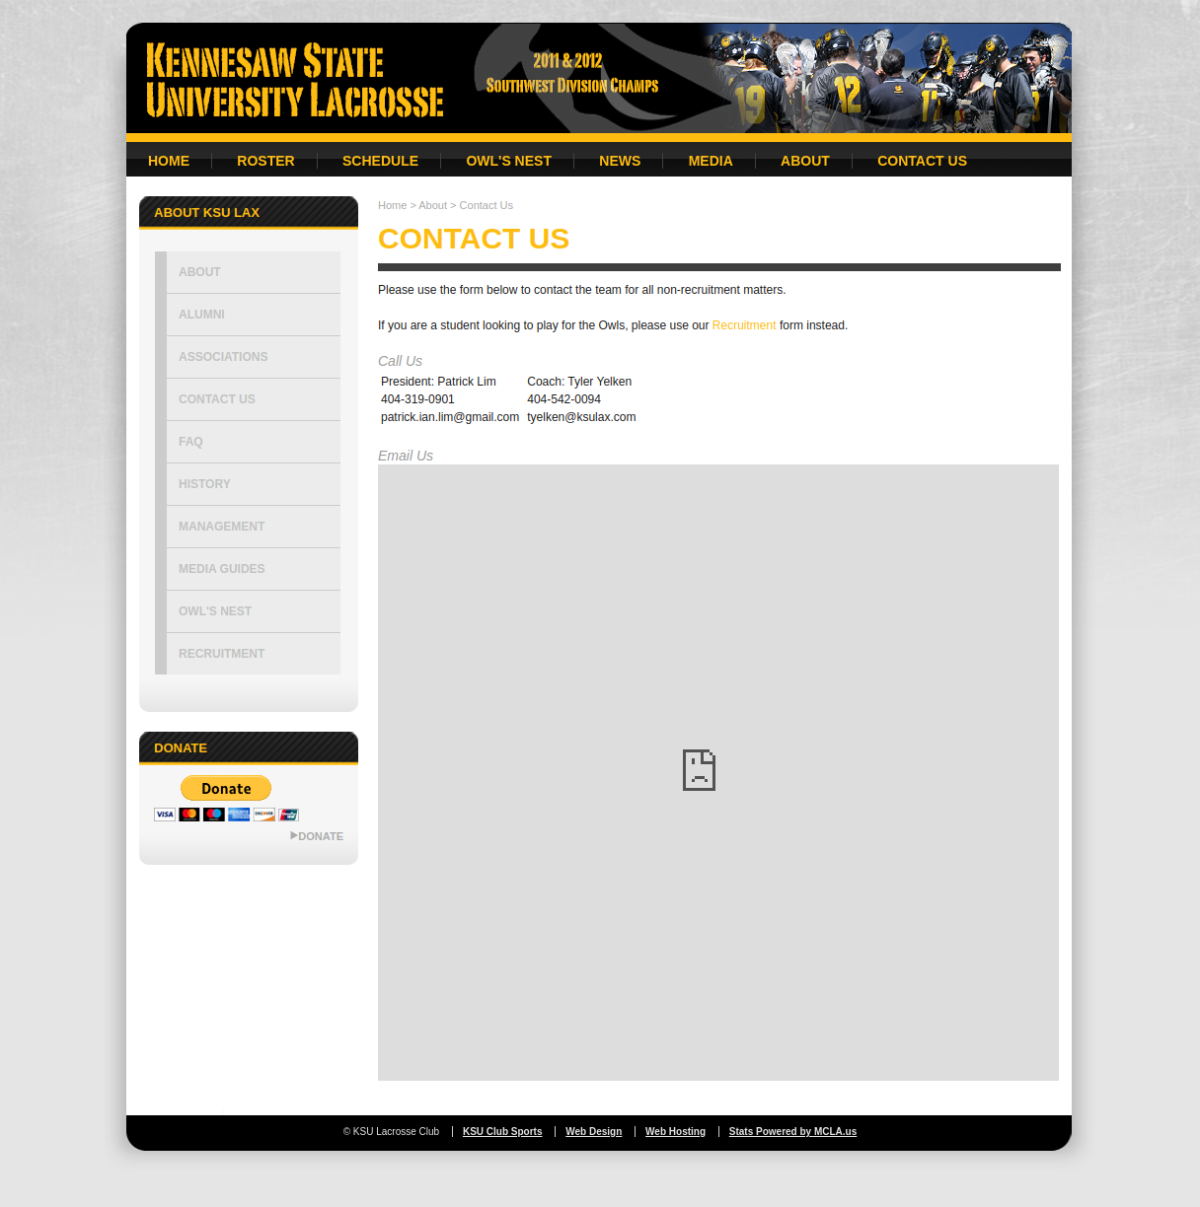 KENNESAW STATE
UNIVERSITY LACROSSE
2011 & 2012
SOUTHWEST DIVISION CHAMPS
19 12
HOME ROSTER SCHEDULE OWL'S NEST NEWS MEDIA ABOUT CONTACT US
ABOUT KSU LAX
ABOUT
ALUMNI
ASSOCIATIONS
CONTACT US
FAQ
HISTORY
MANAGEMENT
MEDIA GUIDES
OWL'S NEST
RECRUITMENT
DONATE
Donate
VISA
DONATE
Home > About > Contact Us
CONTACT US
Please use the form below to contact the team for all non-recruitment matters.
If you are a student looking to play for the Owls, please use our Recruitment form instead.
Call Us
President: Patrick Lim Coach: Tyler Yelken
404-319-0901 404-542-0094
patrick.ian.lim@gmail.com tyelken@ksulax.com
Email Us
© KSU Lacrosse Club KSU Club Sports Web Design Web Hosting Stats Powered by MCLA.us